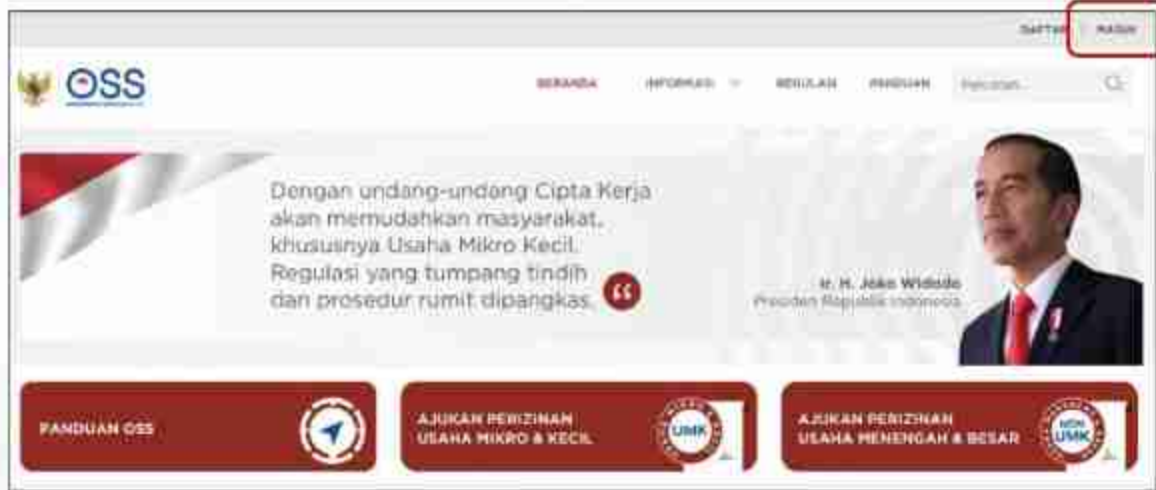 DAFTAR MASUK
OSS
BERANDA INFORMASI REGULASI PANDUAN Pencarian...
Dengan undang-undang Cipta Kerja
akan memudahkan masyarakat,
khususnya Usaha Mikro Kecil.
Regulasi yang tumpang tindih
dan prosedur rumit dipangkas.
Ir. H. Joko Widodo
Presiden Republik Indonesia
PANDUAN OSS
AJUKAN PERIZINAN
USAHA MIKRO & KECIL
UMK
AJUKAN PERIZINAN
USAHA MENENGAH & BESAR
NON
UMK